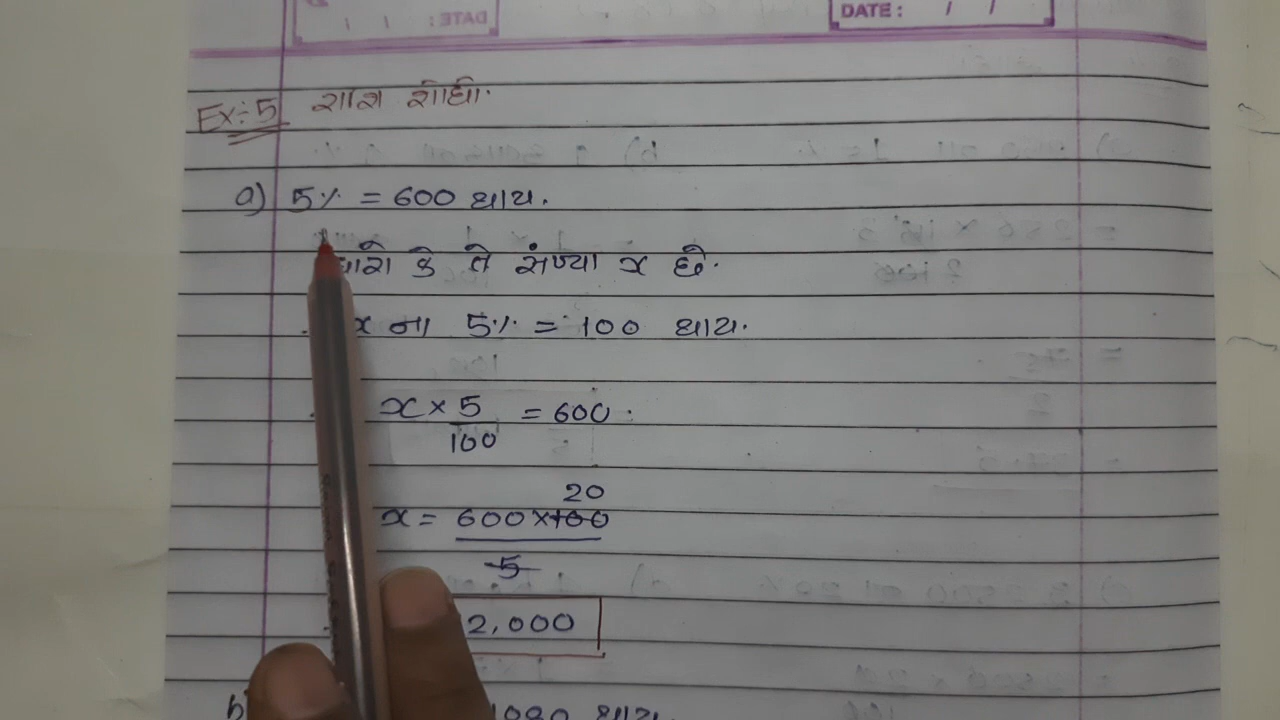 DATE : / /
Ex÷5 રાશિ શોધો.
a) 5% = 600 થાય.
ધારો કે તે સંખ્યા x છે.
x ના 5% = 100 થાય.
x × 5 = 600
100
20
x = 600×100
5
2,000
b) થાય.